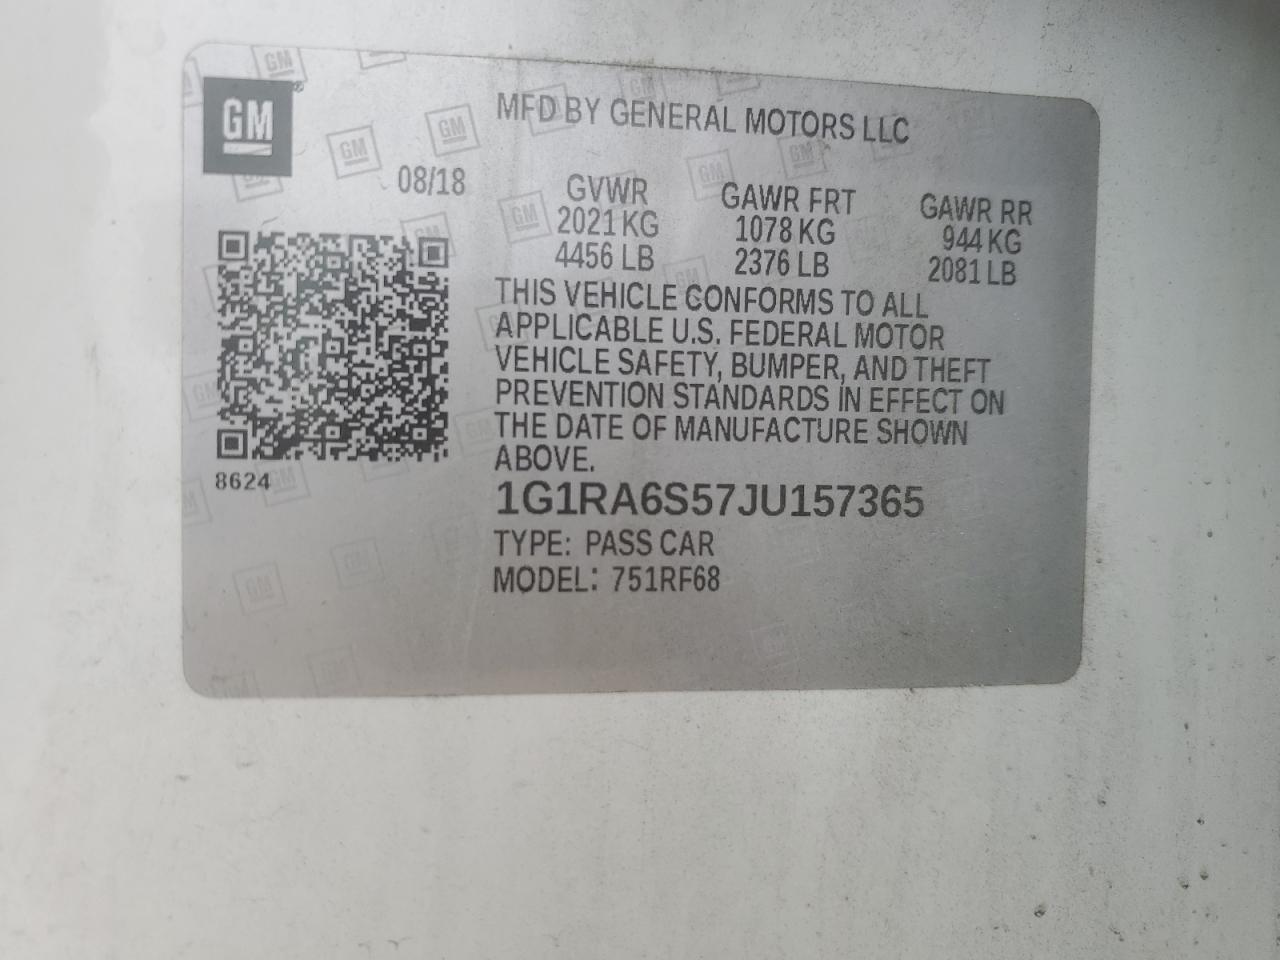 GM
MFD BY GENERAL MOTORS LLC
08/18
GVWR GAWR FRT GAWR RR
2021 KG 1078 KG 944 KG
4456 LB 2376 LB 2081 LB
THIS VEHICLE CONFORMS TO ALL
APPLICABLE U.S. FEDERAL MOTOR
VEHICLE SAFETY, BUMPER, AND THEFT
PREVENTION STANDARDS IN EFFECT ON
THE DATE OF MANUFACTURE SHOWN
ABOVE.
8624
1G1RA6S57JU157365
TYPE: PASS CAR
MODEL: 751RF68